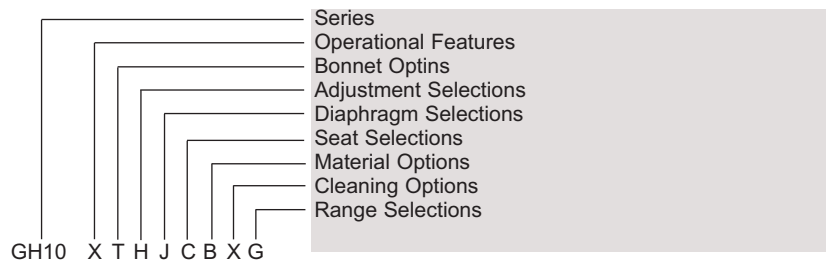 Series
Operational Features
Bonnet Optins
Adjustment Selections
Diaphragm Selections
Seat Selections
Material Options
Cleaning Options
Range Selections
GH10 X T H J C B X G